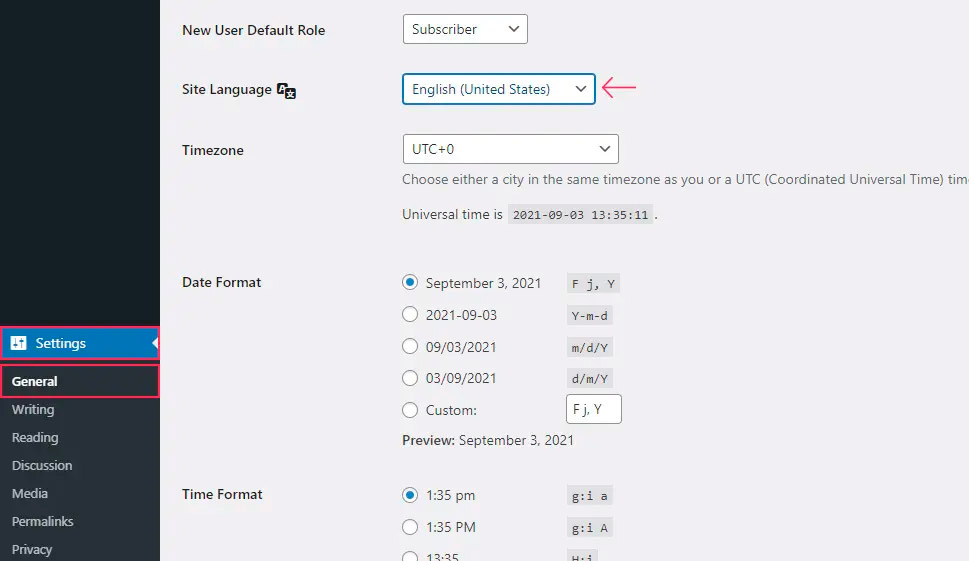 New User Default Role
Subscriber
Site Language
English (United States)
Timezone
UTC+0
Choose either a city in the same timezone as you or a UTC (Coordinated Universal Time)
Universal time is 2021-09-03 13:35:11 .
Date Format
September 3, 2021 F j, Y
2021-09-03 Y-m-d
09/03/2021 m/d/Y
03/09/2021 d/m/Y
Custom: F j, Y
Preview: September 3, 2021
Time Format
1:35 pm g:i a
1:35 PM g:i A
13:35 H:i
Settings
General
Writing
Reading
Discussion
Media
Permalinks
Privacy